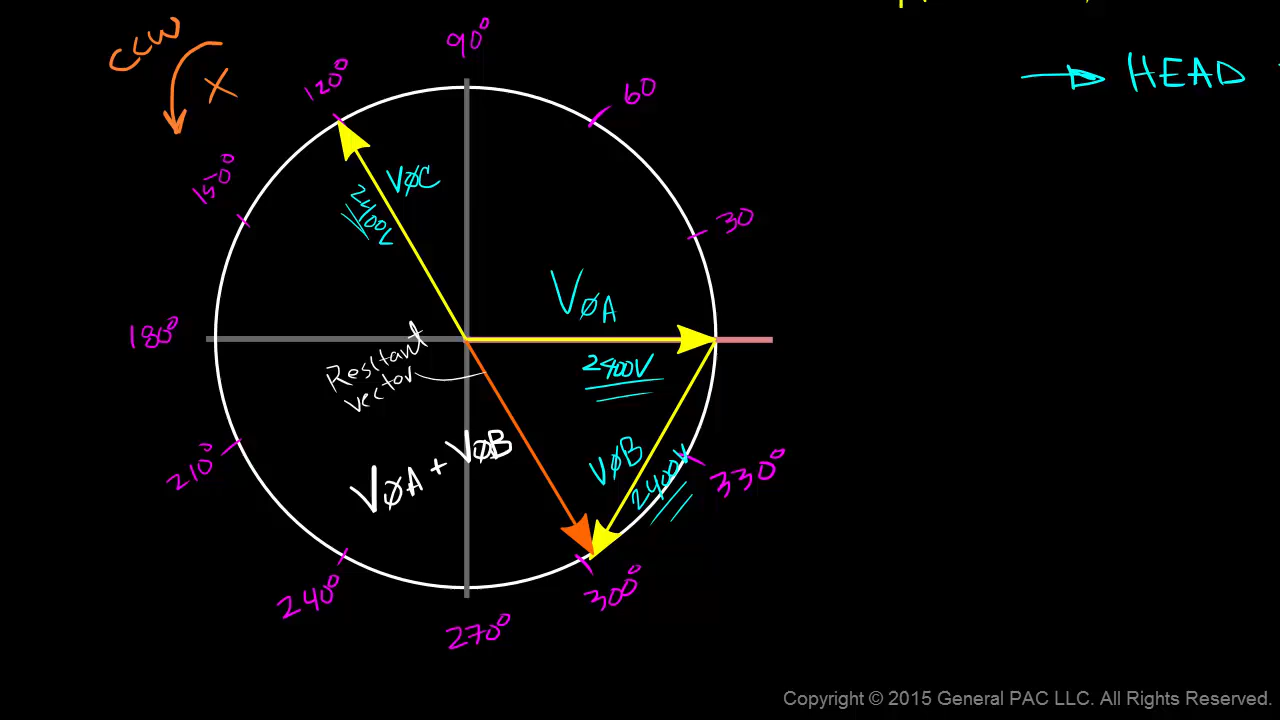 CCW
X
90°
120°
60
→ HEAD
150°
VØC
2400V
30
VØA
180°
2400V
Resltant
vector
VØB
2400V
VØA + VØB
210°
330°
240°
300°
270°
Copyright © 2015 General PAC LLC. All Rights Reserved.